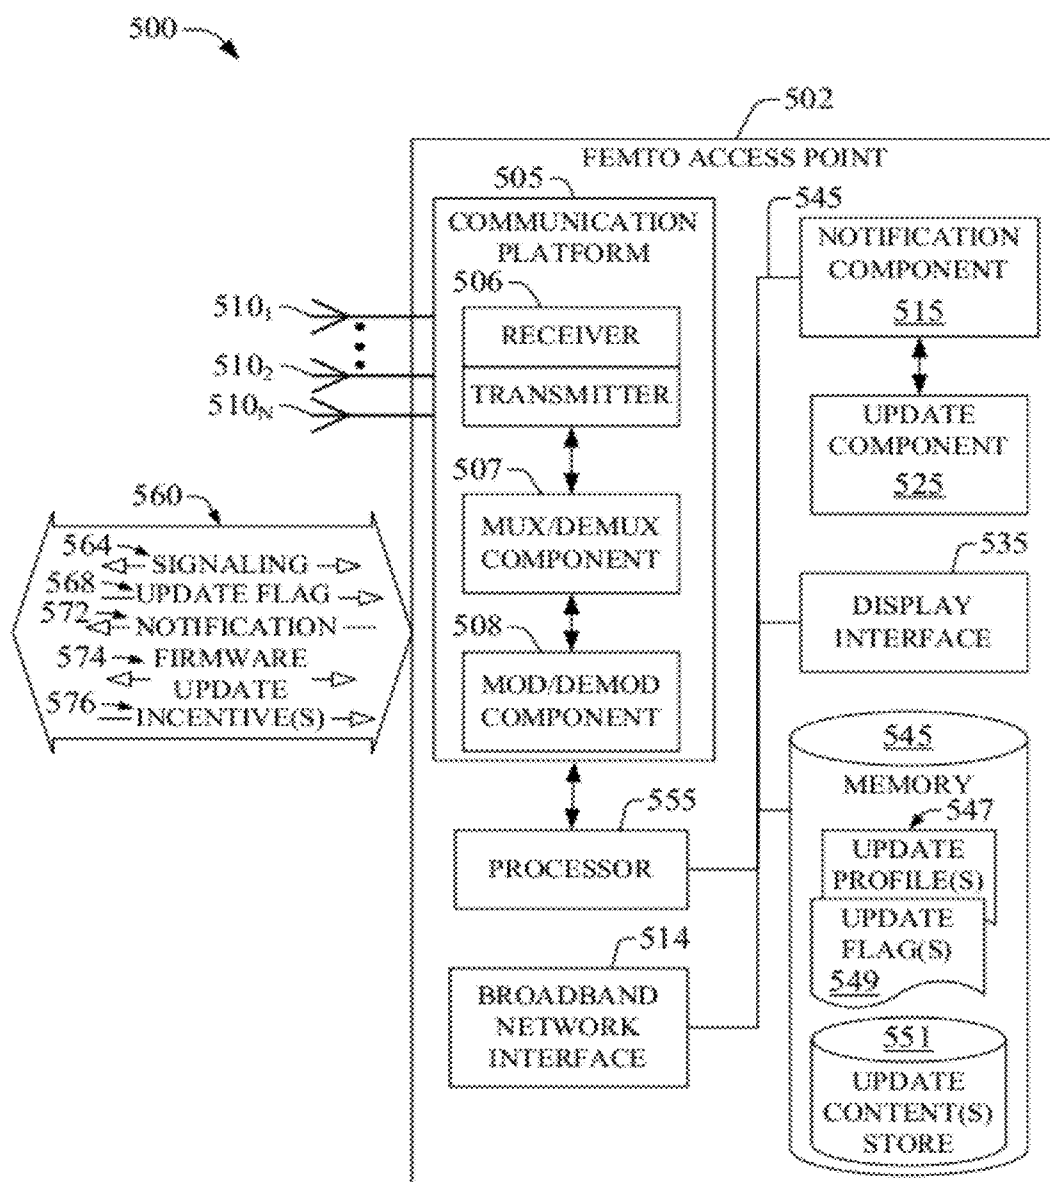 500
502
FEMTO ACCESS POINT
505
COMMUNICATION
PLATFORM
506
RECEIVER
TRANSMITTER
507
MUX/DEMUX
COMPONENT
508
MOD/DEMOD
COMPONENT
510₁
510₂
510N
560
564
SIGNALING
568
UPDATE FLAG
572
NOTIFICATION
574
FIRMWARE
UPDATE
576
INCENTIVE(S)
555
PROCESSOR
514
BROADBAND
NETWORK
INTERFACE
545
NOTIFICATION
COMPONENT
515
UPDATE
COMPONENT
525
535
DISPLAY
INTERFACE
545
MEMORY
547
UPDATE
PROFILE(S)
UPDATE
FLAG(S)
549
551
UPDATE
CONTENT(S)
STORE